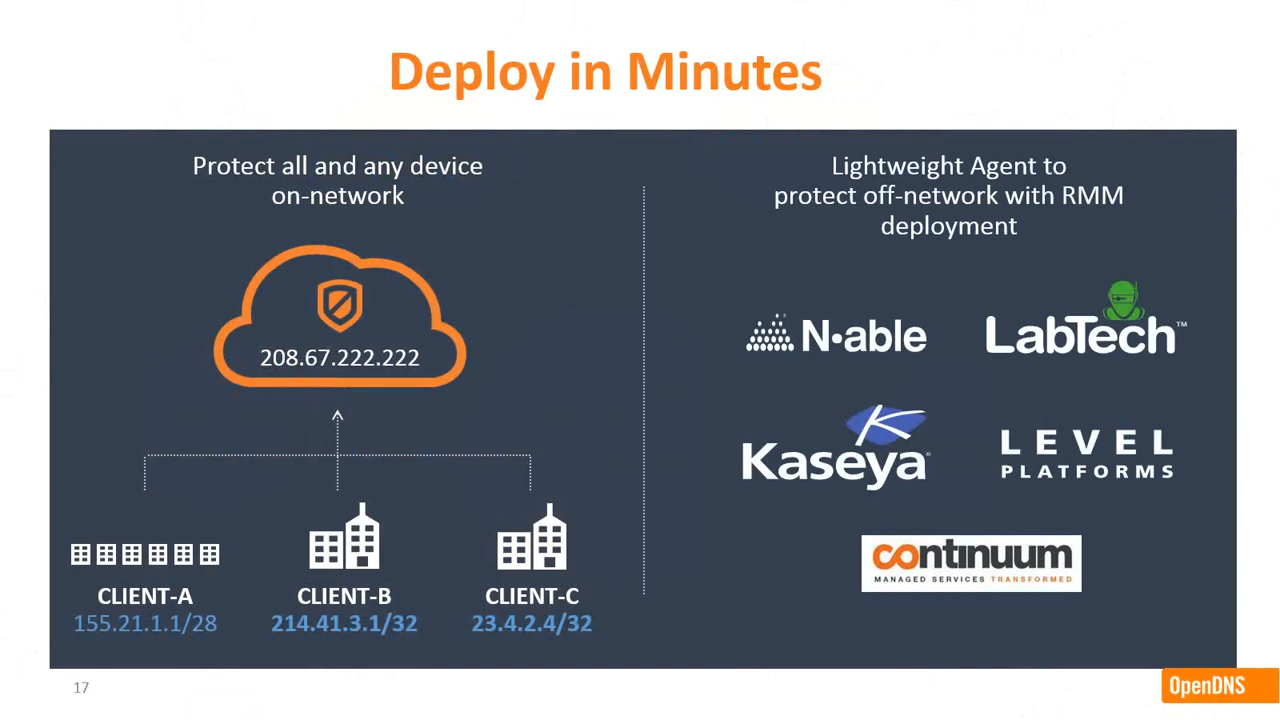 Deploy in Minutes
Protect all and any device
on-network
208.67.222.222
CLIENT-A
155.21.1.1/28
CLIENT-B
214.41.3.1/32
CLIENT-C
23.4.2.4/32
Lightweight Agent to
protect off-network with RMM
deployment
N•able
LabTech™
Kaseya®
LEVEL
PLATFORMS
continuum
MANAGED SERVICES TRANSFORMED
17
OpenDNS